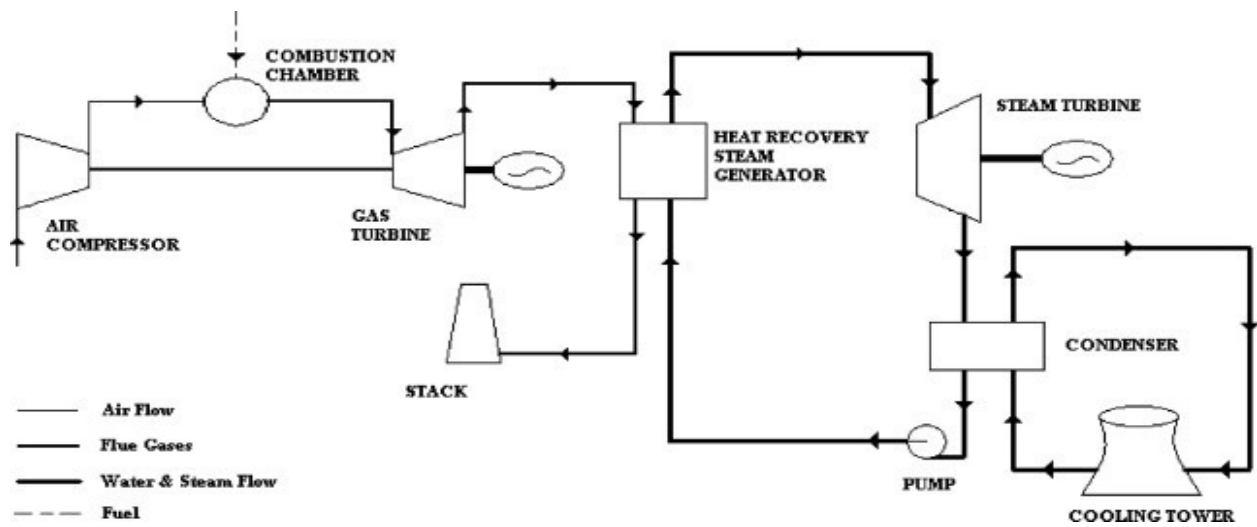 COMBUSTION
CHAMBER
STEAM TURBINE
HEAT RECOVERY
STEAM
GENERATOR
GAS
TURBINE
AIR
COMPRESSOR
CONDENSER
STACK
Air Flow
Flue Gases
Water & Steam Flow
Fuel
PUMP
COOLING TOWER